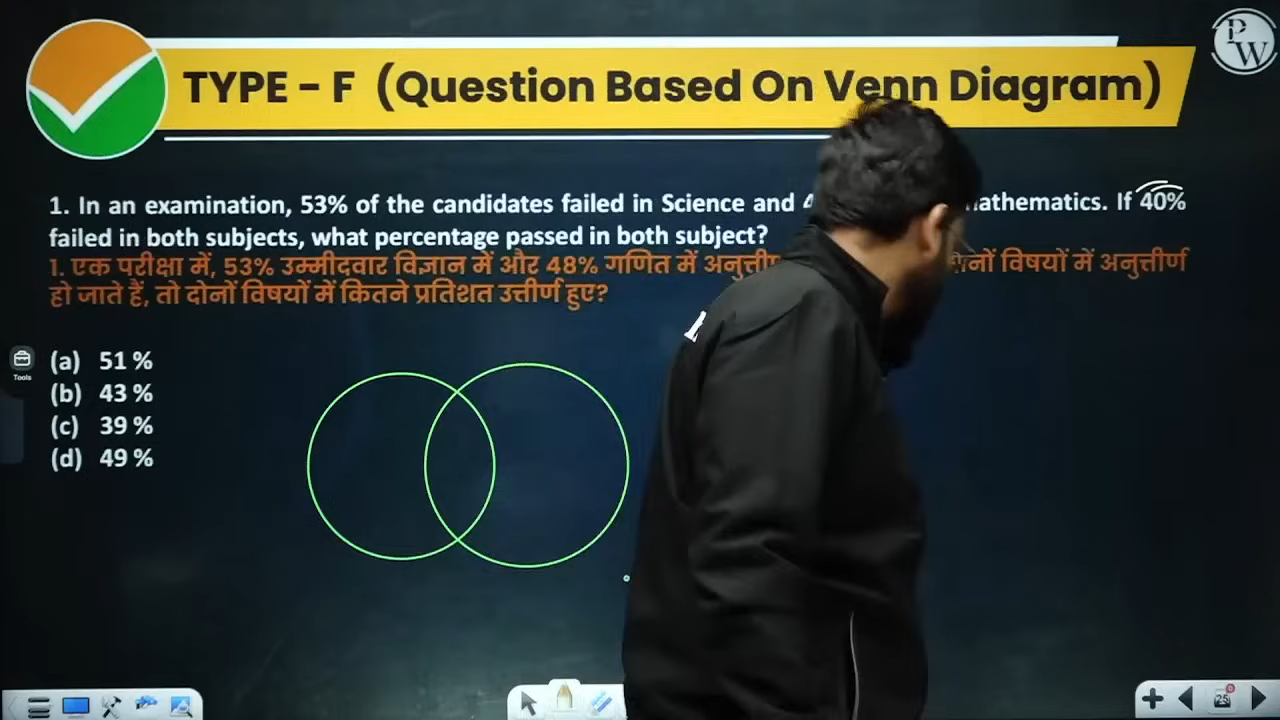 TYPE - F (Question Based On Venn Diagram)
PW
1. In an examination, 53% of the candidates failed in Science and athematics. If 40%
failed in both subjects, what percentage passed in both subject?
1. एक परीक्षा में, 53% उम्मीदवार विज्ञान में और 48% गणित में विषयों में अनुत्तीर्ण
हो जाते हैं, तो दोनों विषयों में कितने प्रतिशत उत्तीर्ण हुए?
(a) 51 %
(b) 43 %
(c) 39 %
(d) 49 %
Tools
25